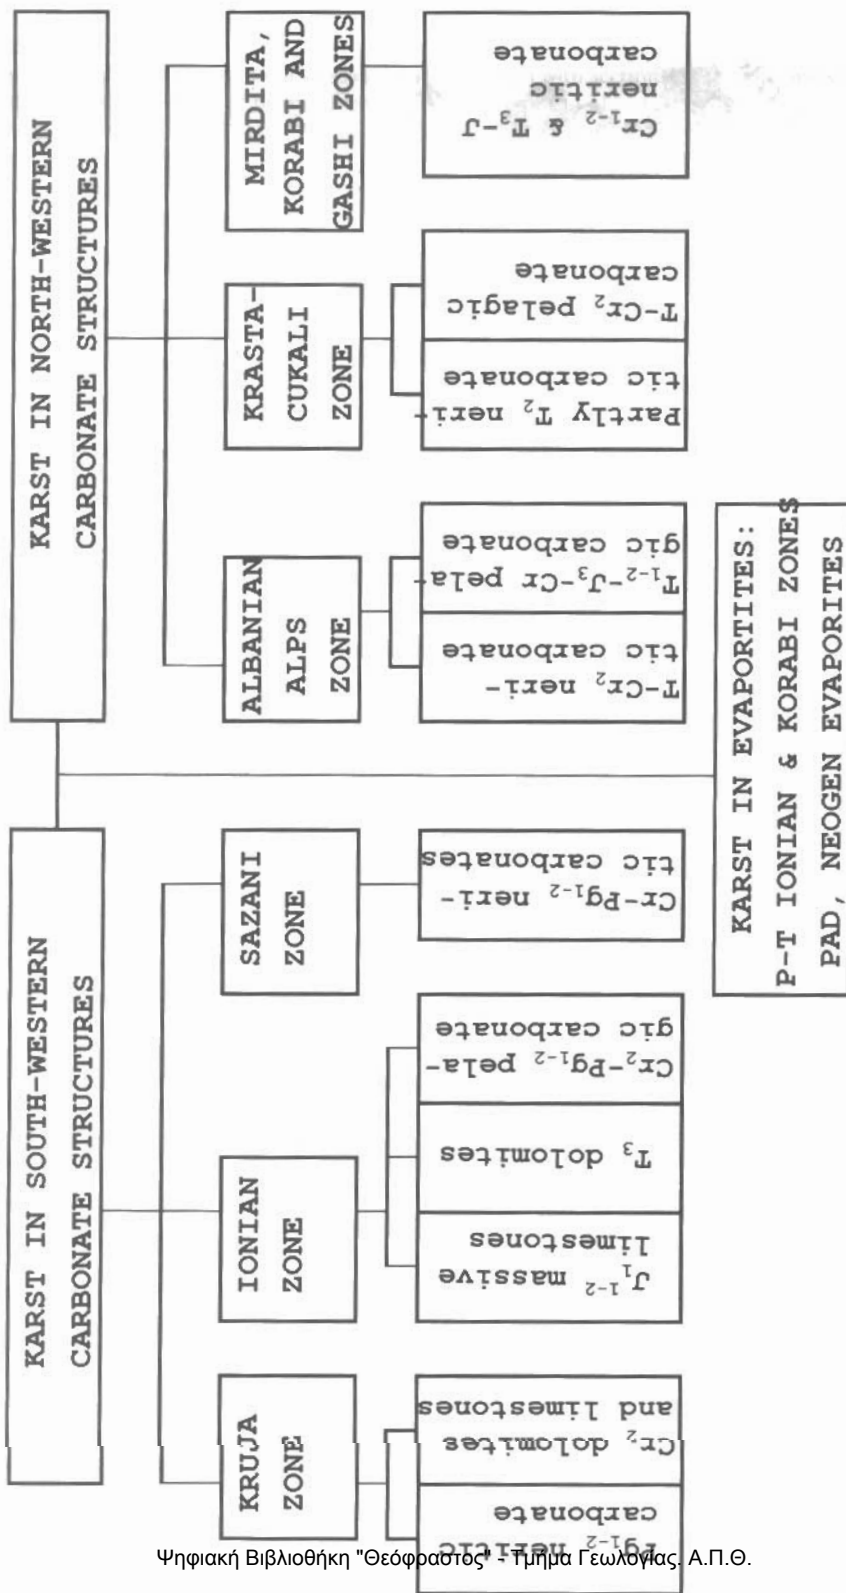 KARST IN SOUTH-WESTERN
CARBONATE STRUCTURES
KARST IN NORTH-WESTERN
CARBONATE STRUCTURES
KRUJA
ZONE
IONIAN
ZONE
SAZANI
ZONE
ALBANIAN
ALPS
ZONE
KRASTA-
CUKALI
ZONE
MIRDITA,
KORABI AND
GASHI ZONES
Pg₁₋₂ neritic
carbonate
Cr₂ dolomites
and limestones
J₁¹⁻² massive
limestones
T₃ dolomites
Cr₂-Pg₁₋₂ pela-
gic carbonate
Cr-Pg₁₋₂ neri-
tic carbonates
T-Cr₂ neri-
tic carbonate
T₁₋₂-J₃-Cr pela-
gic carbonate
Partly T₂ neri-
tic carbonate
T-Cr₂ pelagic
carbonate
Cr₁₋₂ & T₃-J
neritic
carbonate
KARST IN EVAPORTITES:
P-T IONIAN & KORABI ZONES
PAD, NEOGEN EVAPORITES
Ψηφιακή Βιβλιοθήκη "Θεόφραστος" - Τμήμα Γεωλογίας. Α.Π.Θ.